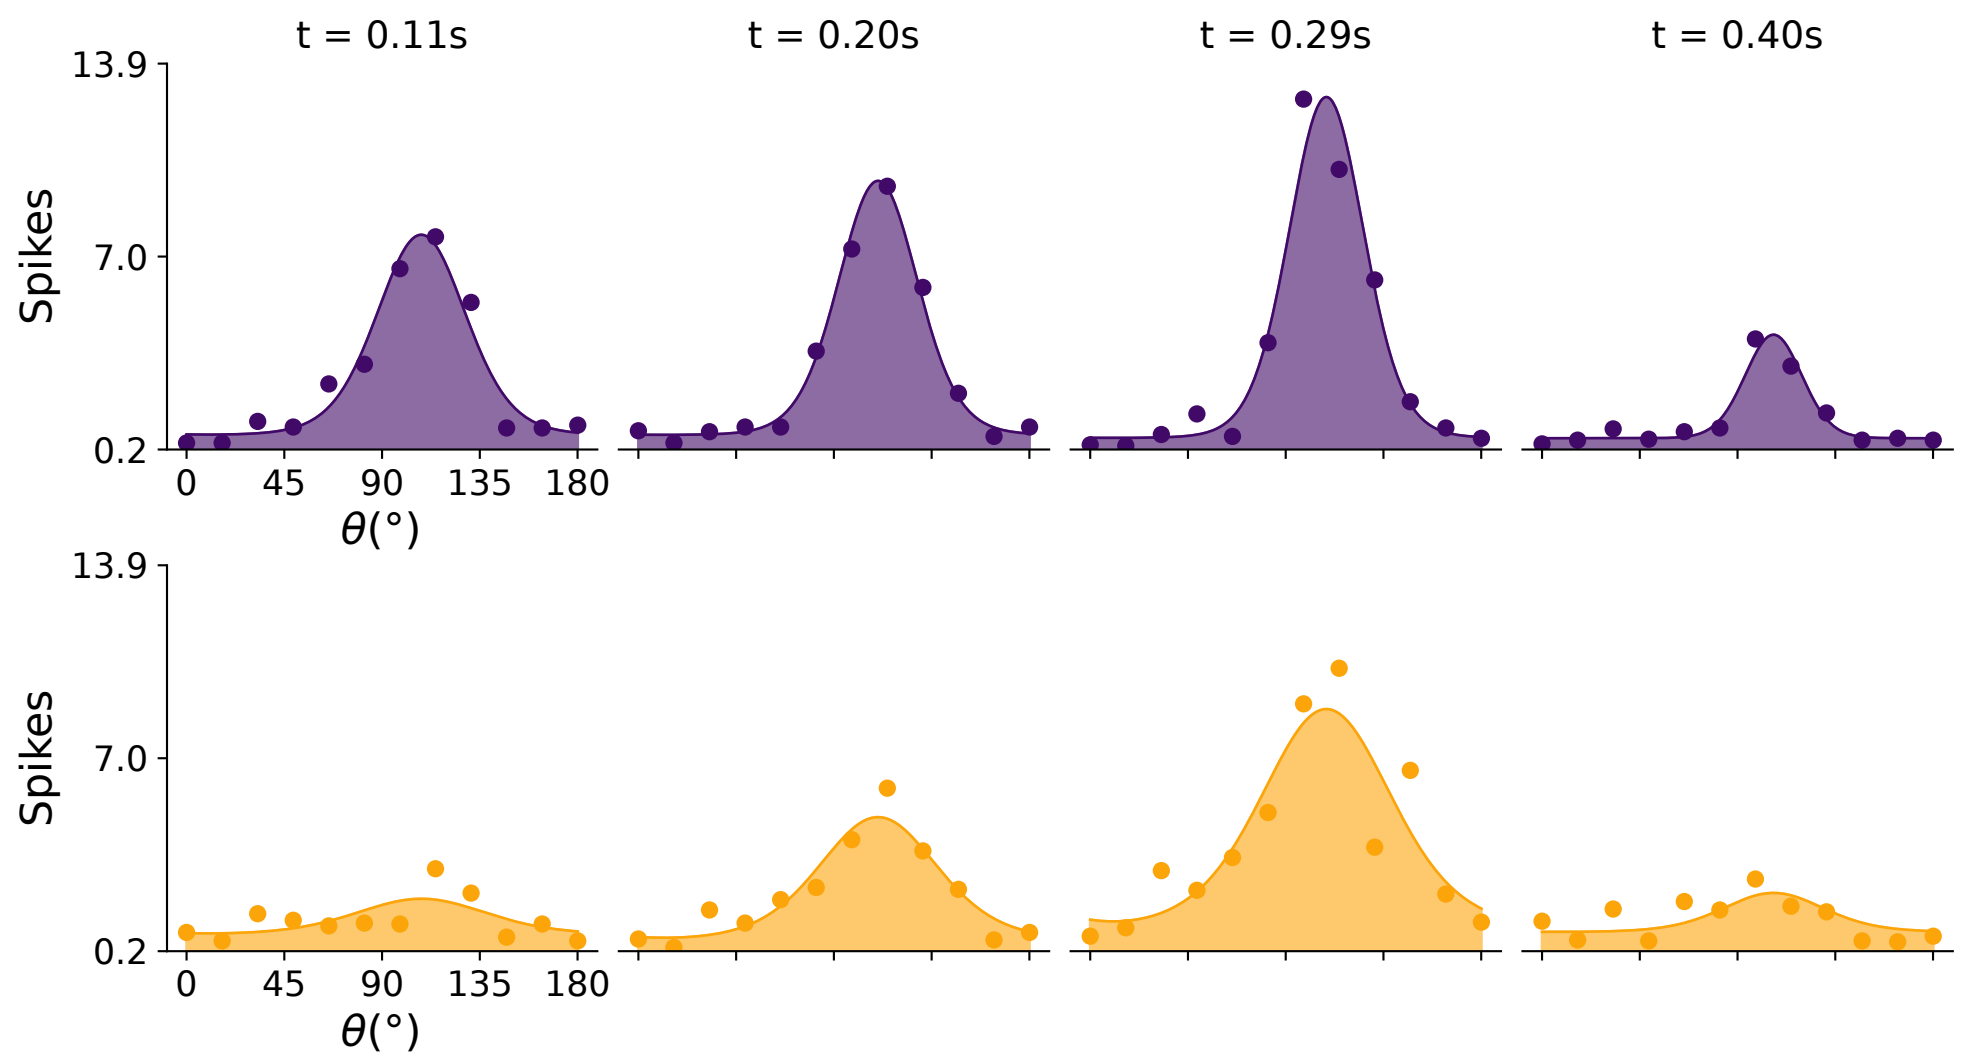 t = 0.11s
t = 0.20s
t = 0.29s
t = 0.40s
Spikes
13.9
7.0
0.2
0 45 90 135 180
θ(°)
Spikes
13.9
7.0
0.2
0 45 90 135 180
θ(°)